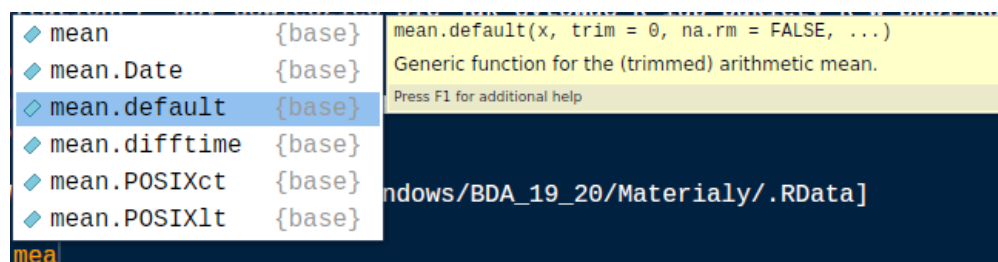 mean {base}
mean.Date {base}
mean.default {base}
mean.difftime {base}
mean.POSIXct {base}
mean.POSIXlt {base}
mean.default(x, trim = 0, na.rm = FALSE, ...)
Generic function for the (trimmed) arithmetic mean.
Press F1 for additional help
ndows/BDA_19_20/Materialy/.RData]
mea